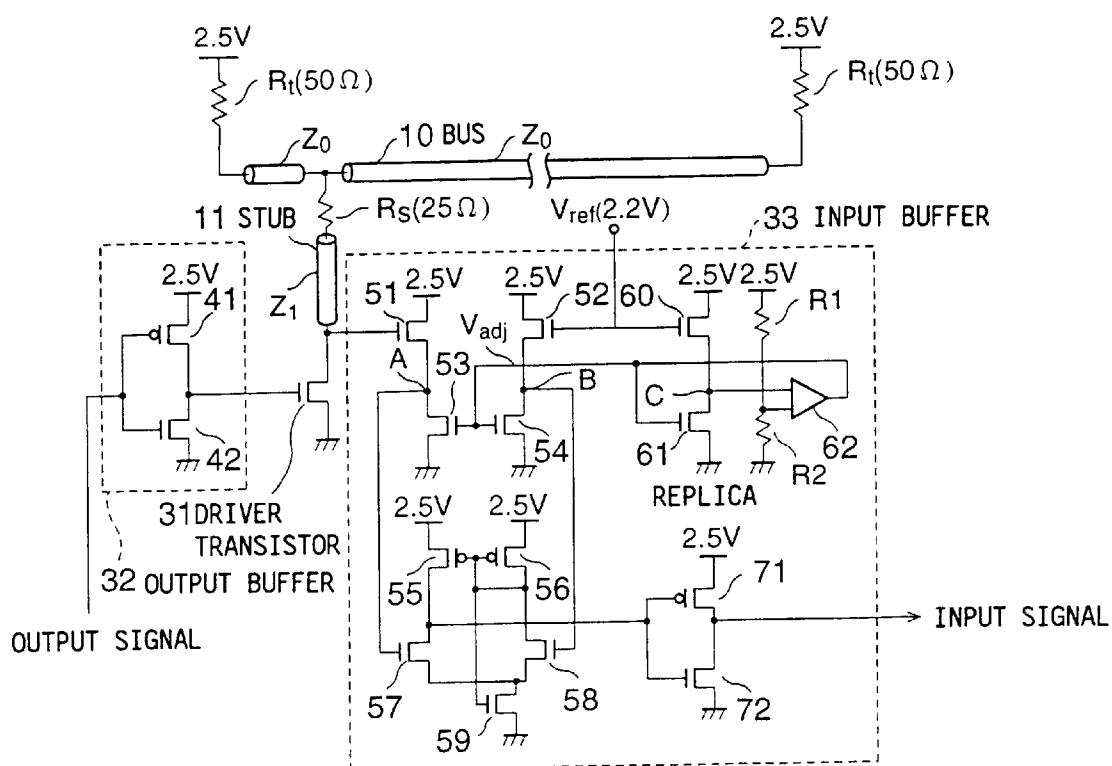 2.5V
2.5V
Rt(50Ω)
Rt(50Ω)
Z0
10 BUS
Z0
RS(25Ω)
Vref(2.2V)
33 INPUT BUFFER
11 STUB
2.5V
Z1
41
42
51
2.5V
2.5V
52
60
2.5V
2.5V
R1
Vadj
A
53
B
C
54
61
62
R2
REPLICA
31 DRIVER
TRANSISTOR
32 OUTPUT BUFFER
OUTPUT SIGNAL
2.5V
2.5V
55
56
57
58
59
2.5V
71
72
INPUT SIGNAL